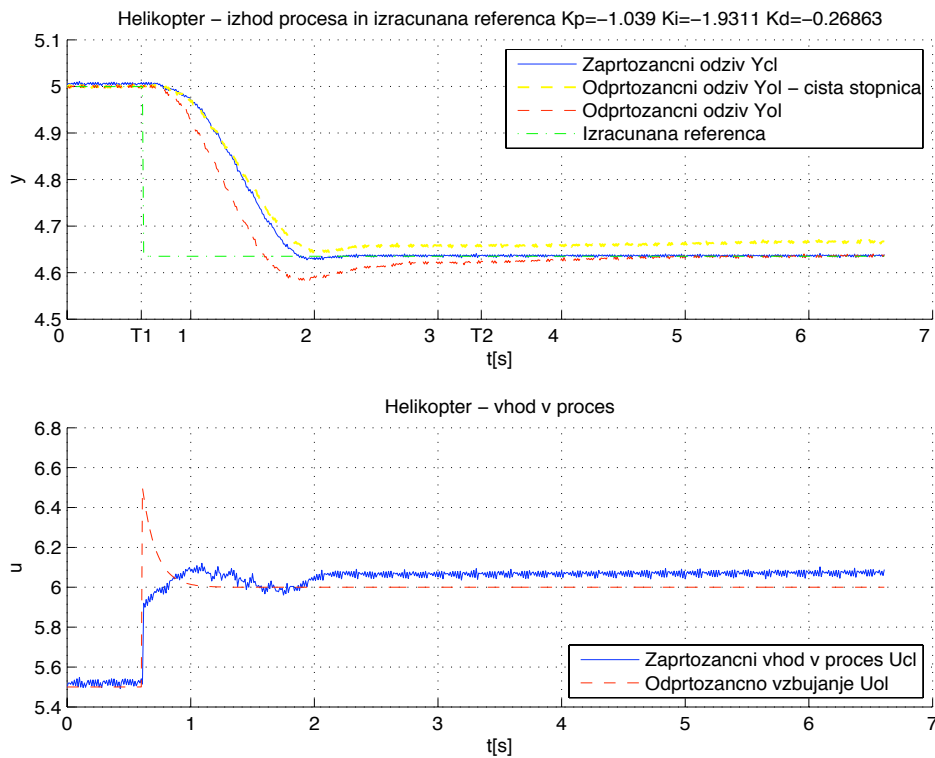 Helikopter − izhod procesa in izracunana referenca Kp=−1.039 Ki=−1.9311 Kd=−0.26863
5.1
5
4.9
4.8
4.7
4.6
4.5
y
Zaprtozancni odziv Ycl
Odprtozancni odziv Yol − cista stopnica
Odprtozancni odziv Yol
Izracunana referenca
0 T1 1 2 3 T2 4 5 6 7
t[s]
Helikopter − vhod v proces
6.8
6.6
6.4
6.2
6
5.8
5.6
5.4
u
Zaprtozancni vhod v proces Ucl
Odprtozancno vzbujanje Uol
0 1 2 3 4 5 6 7
t[s]